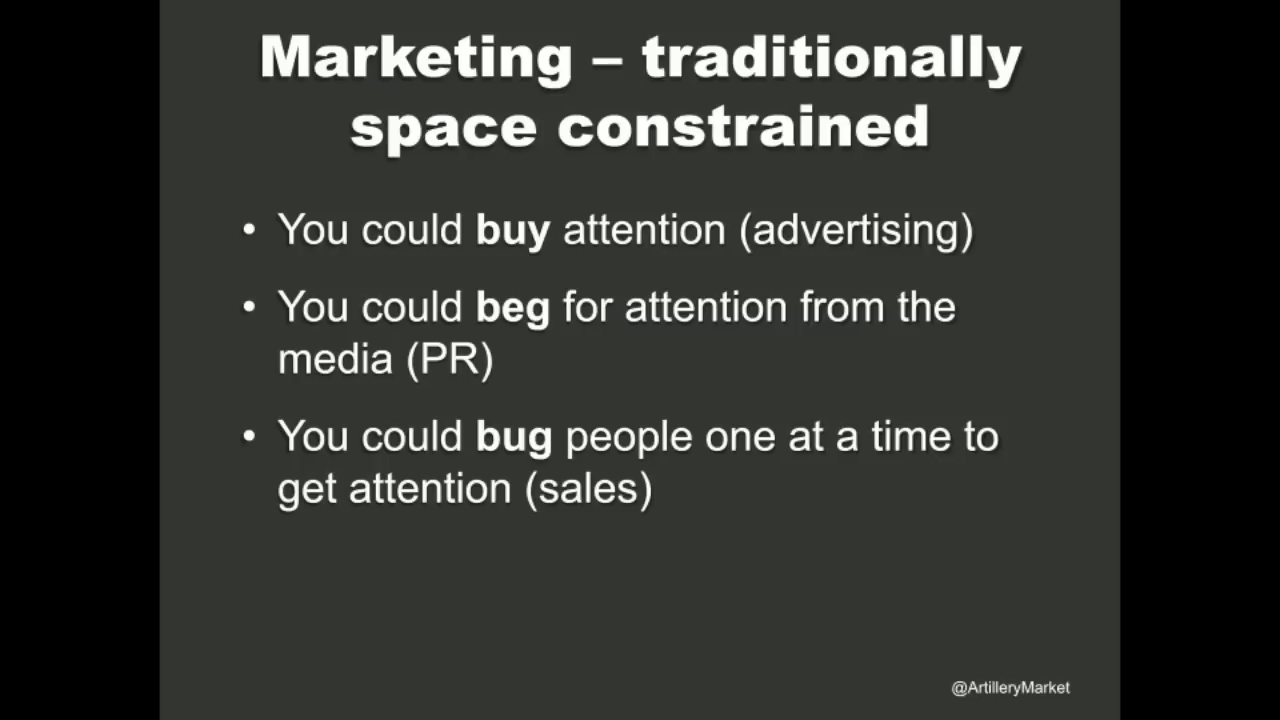 Marketing – traditionally
space constrained
• You could buy attention (advertising)
• You could beg for attention from the
media (PR)
• You could bug people one at a time to
get attention (sales)
@ArtilleryMarket